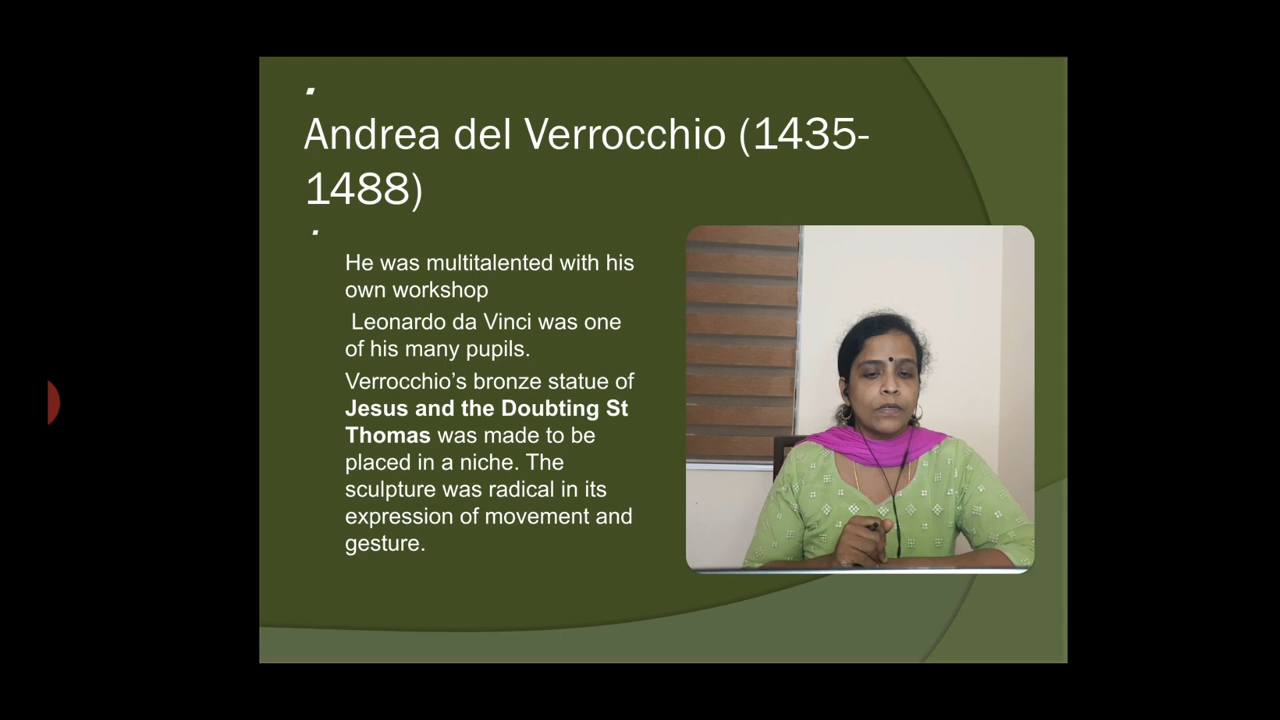 Andrea del Verrocchio (1435-
1488)
He was multitalented with his
own workshop
Leonardo da Vinci was one
of his many pupils.
Verrocchio’s bronze statue of
Jesus and the Doubting St
Thomas was made to be
placed in a niche. The
sculpture was radical in its
expression of movement and
gesture.